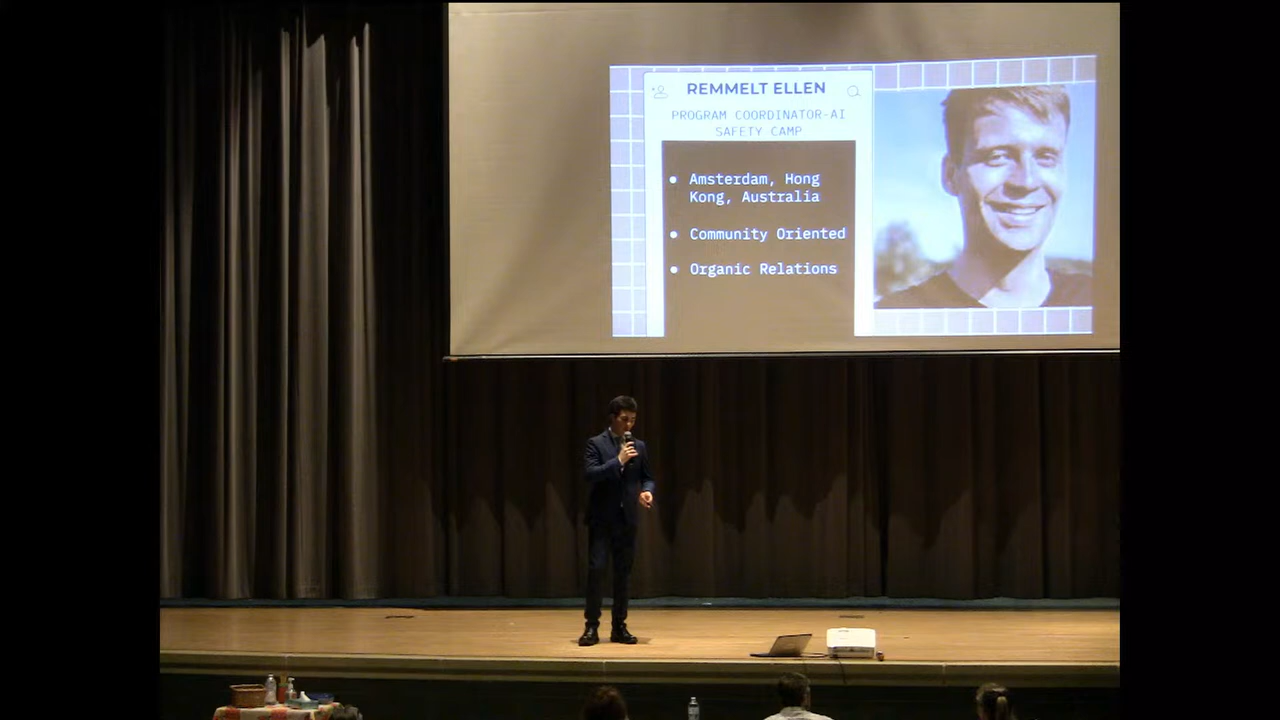 REMMELT ELLEN
PROGRAM COORDINATOR-AI
SAFETY CAMP
• Amsterdam, Hong
Kong, Australia
• Community Oriented
• Organic Relations